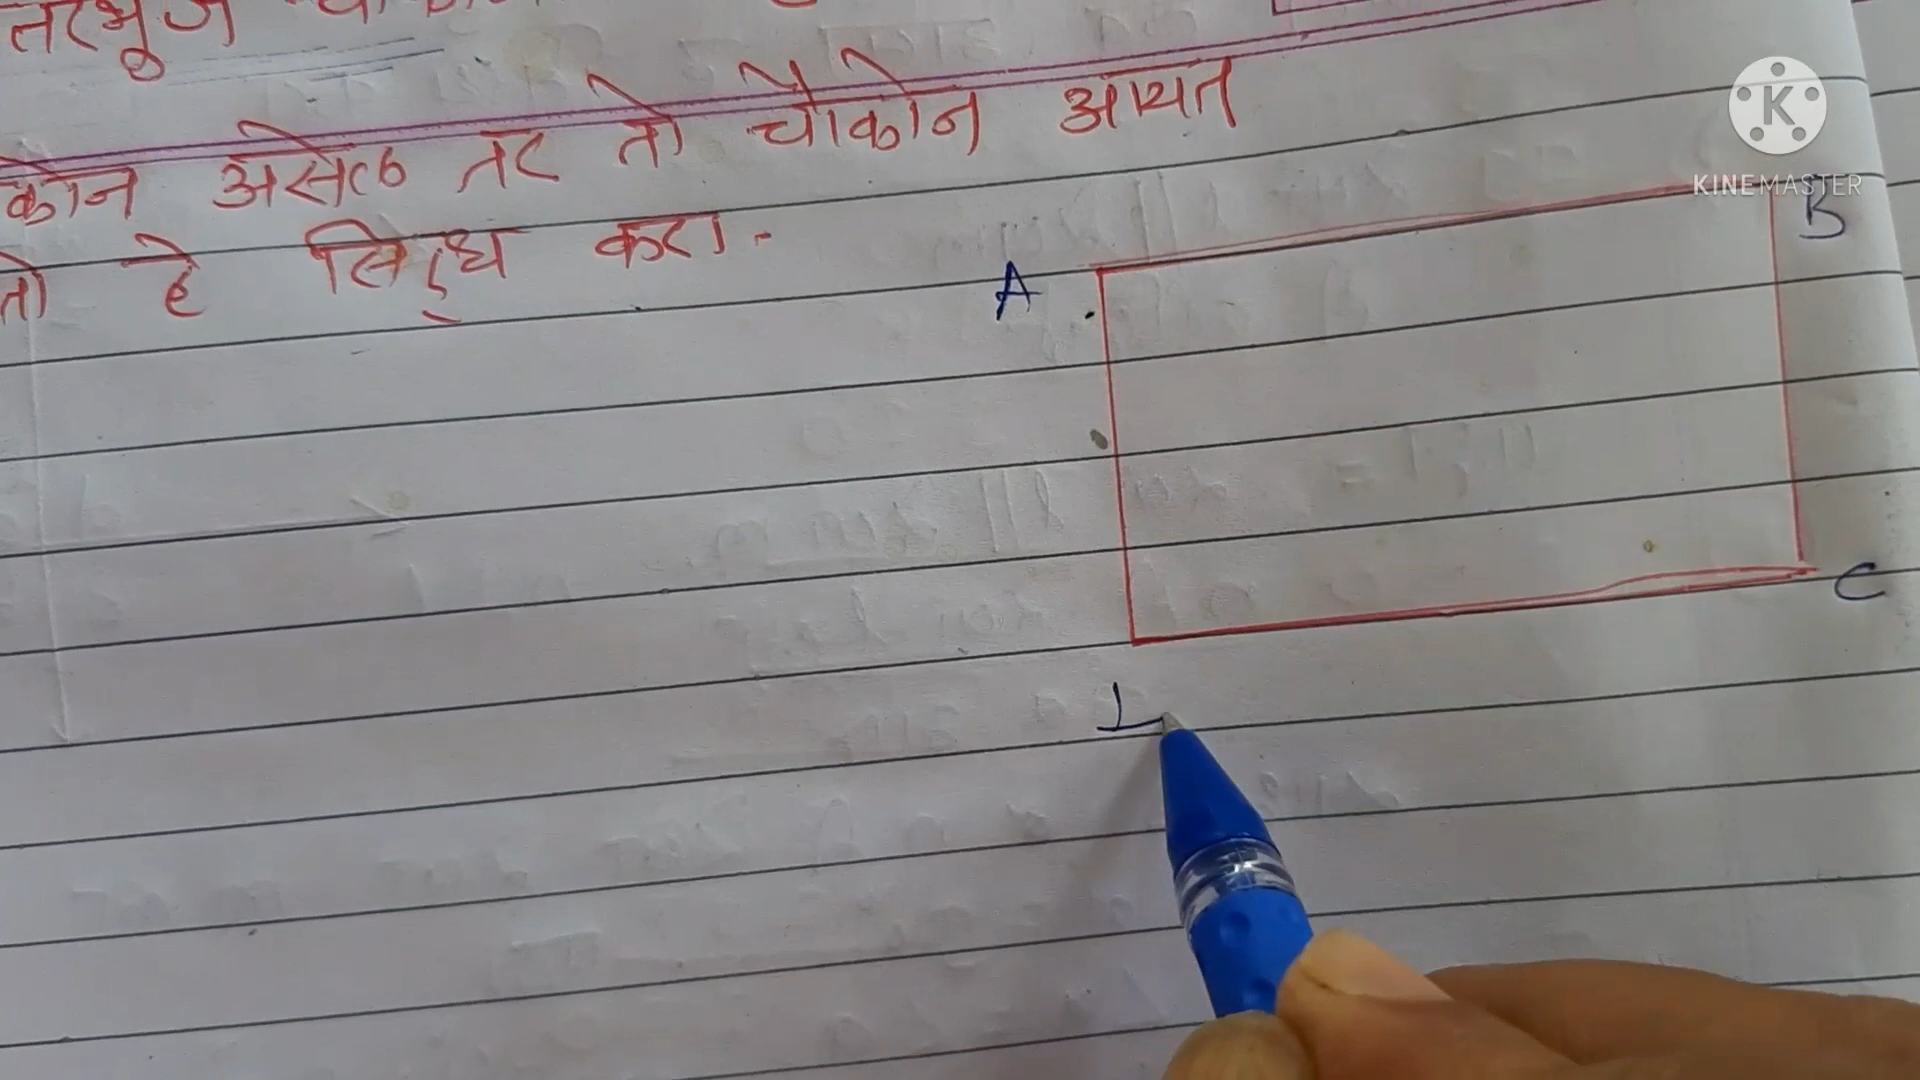 कोन असेल तर तो चौकोन आयत
तो हे सिद्ध करा.
A
B
C
KINEMASTER